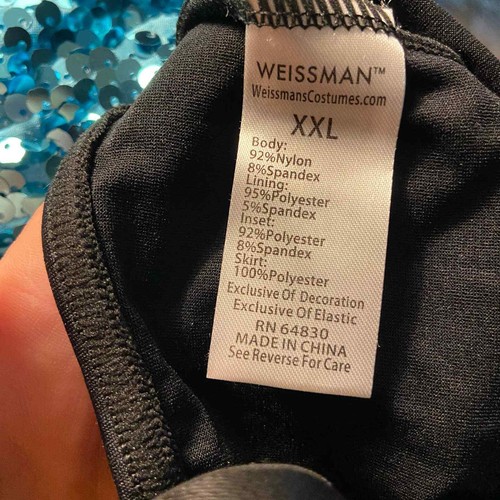 WEISSMAN™
WeissmansCostumes.com
XXL
Body:
92%Nylon
8%Spandex
Lining:
95%Polyester
5%Spandex
Inset:
92%Polyester
8%Spandex
Skirt:
100%Polyester
Exclusive Of Decoration
Exclusive Of Elastic
RN 64830
MADE IN CHINA
See Reverse For Care